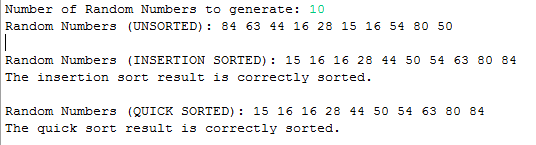 Number of Random Numbers to generate: 10
Random Numbers (UNSORTED): 84 63 44 16 28 15 16 54 80 50
Random Numbers (INSERTION SORTED): 15 16 16 28 44 50 54 63 80 84
The insertion sort result is correctly sorted.
Random Numbers (QUICK SORTED): 15 16 16 28 44 50 54 63 80 84
The quick sort result is correctly sorted.